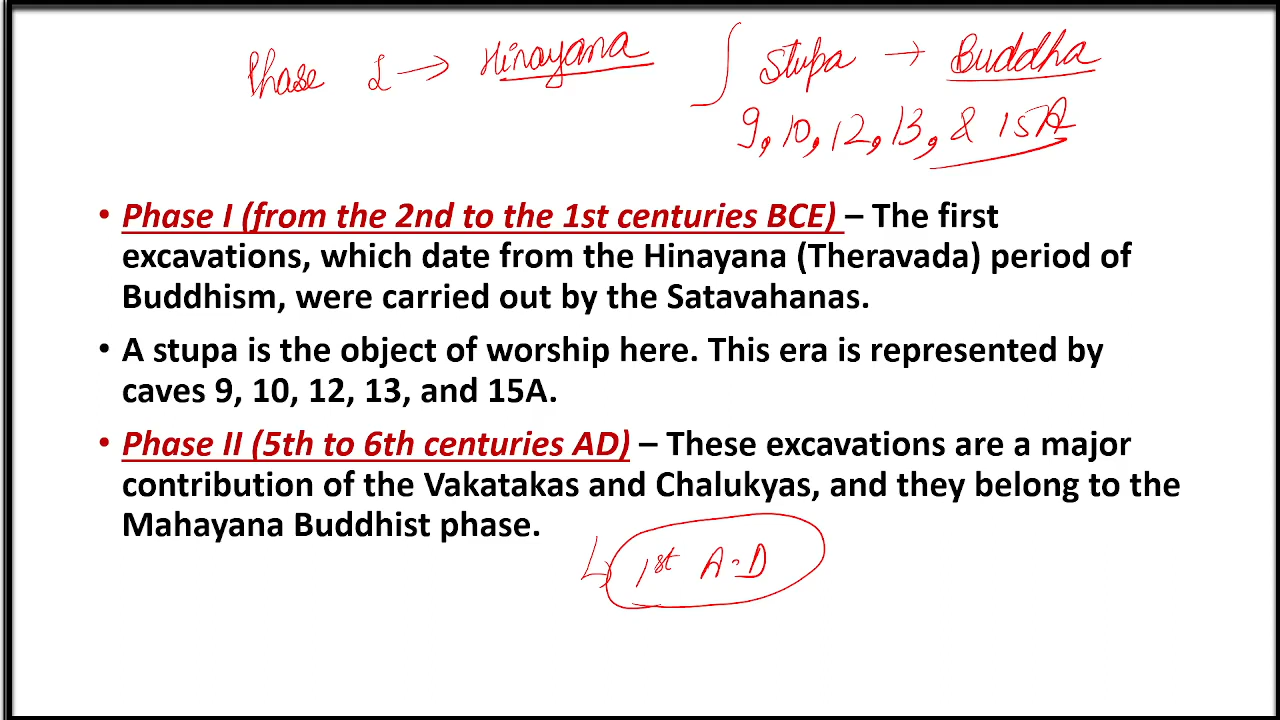 Phase I → Hinayana Stupa → Buddha
9, 10, 12, 13, & 15A
• Phase I (from the 2nd to the 1st centuries BCE) – The first
excavations, which date from the Hinayana (Theravada) period of
Buddhism, were carried out by the Satavahanas.
• A stupa is the object of worship here. This era is represented by
caves 9, 10, 12, 13, and 15A.
• Phase II (5th to 6th centuries AD) – These excavations are a major
contribution of the Vakatakas and Chalukyas, and they belong to the
Mahayana Buddhist phase.
1st A.D